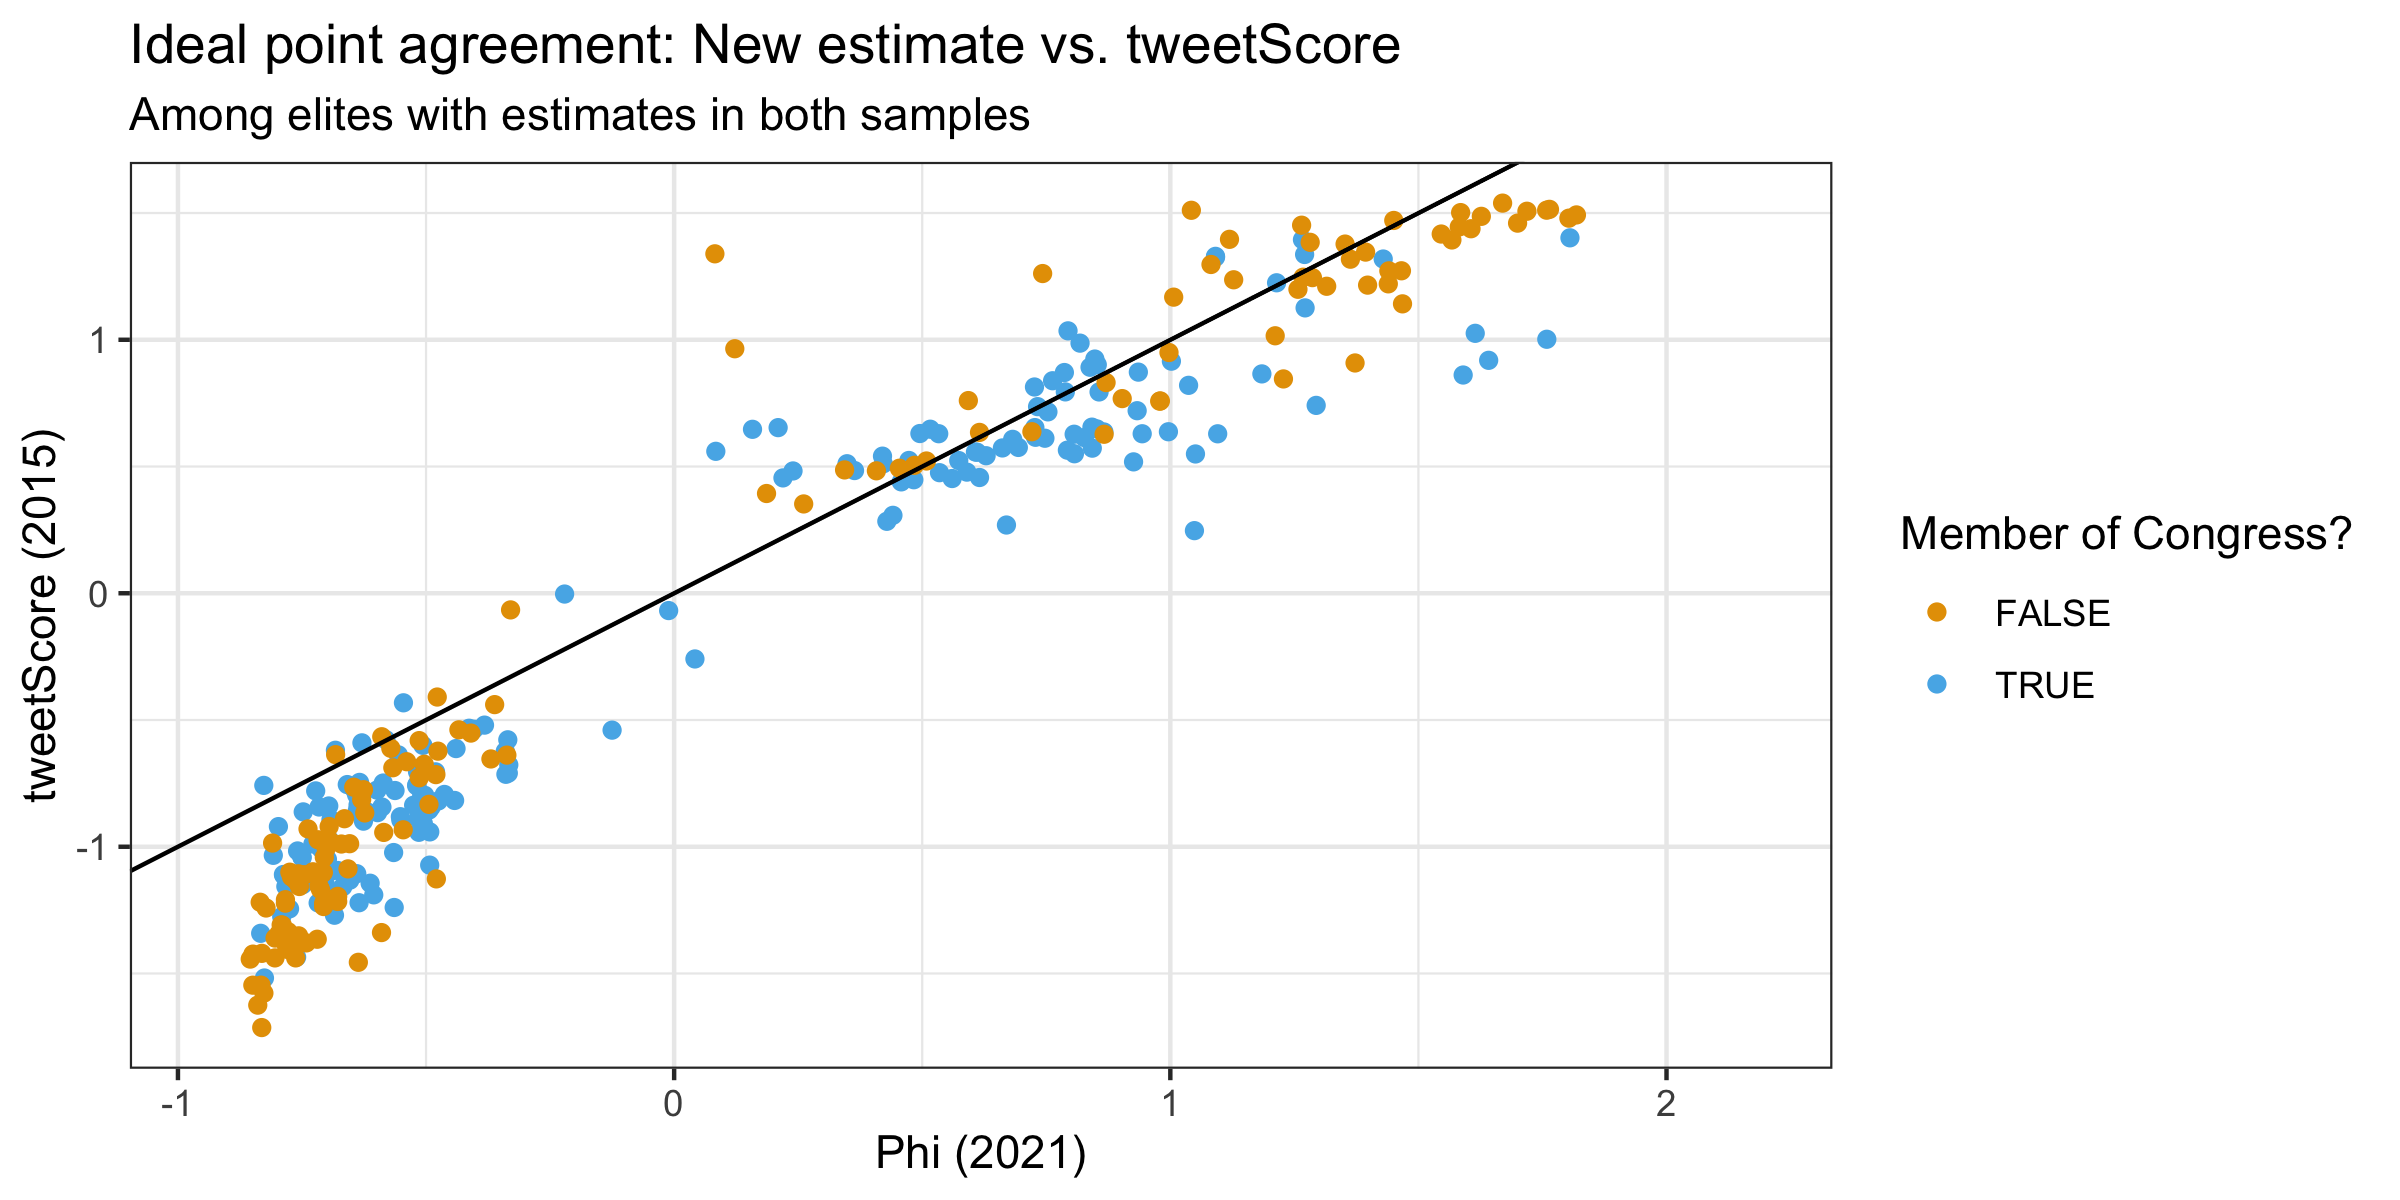 Ideal point agreement: New estimate vs. tweetScore
Among elites with estimates in both samples
tweetScore (2015)
1
0
-1
-1
0
1
2
Phi (2021)
Member of Congress?
FALSE
TRUE